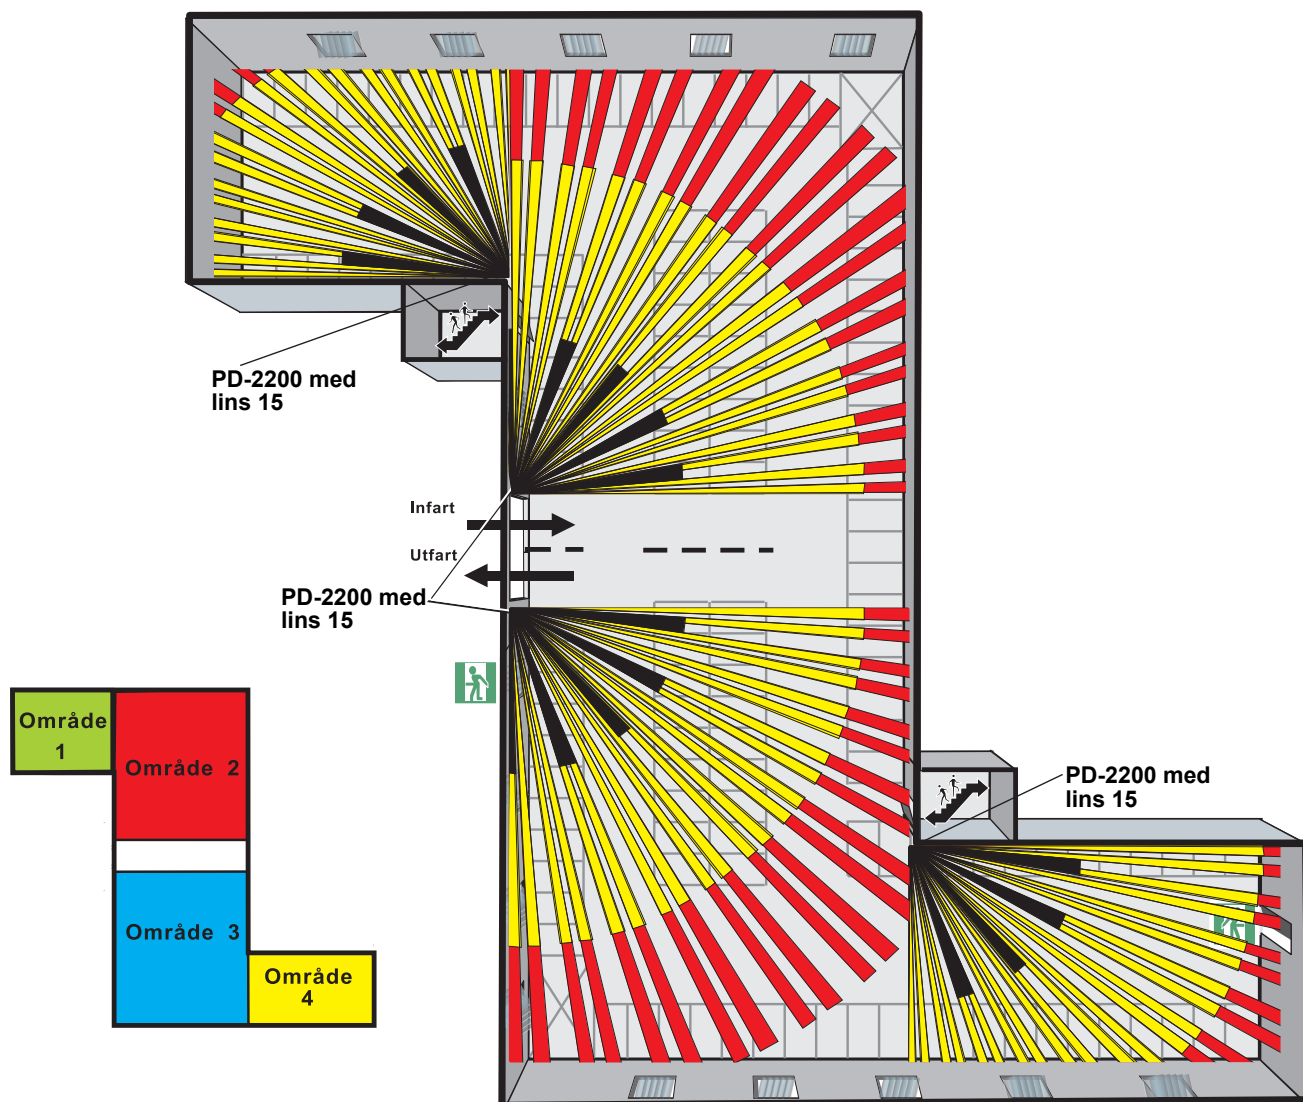 PD-2200 med
lins 15
Infart
Utfart
PD-2200 med
lins 15
Område
1
Område 2
Område 3
Område
4
PD-2200 med
lins 15